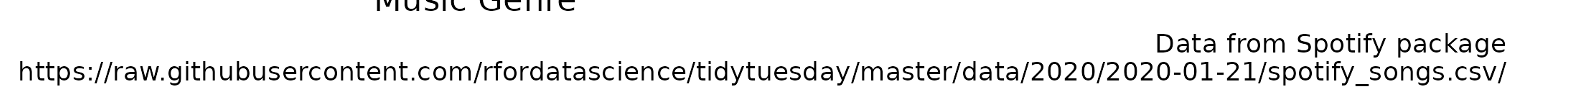 Music Genre
Data from Spotify package
https://raw.githubusercontent.com/rfordatascience/tidytuesday/master/data/2020/2020-01-21/spotify_songs.csv/